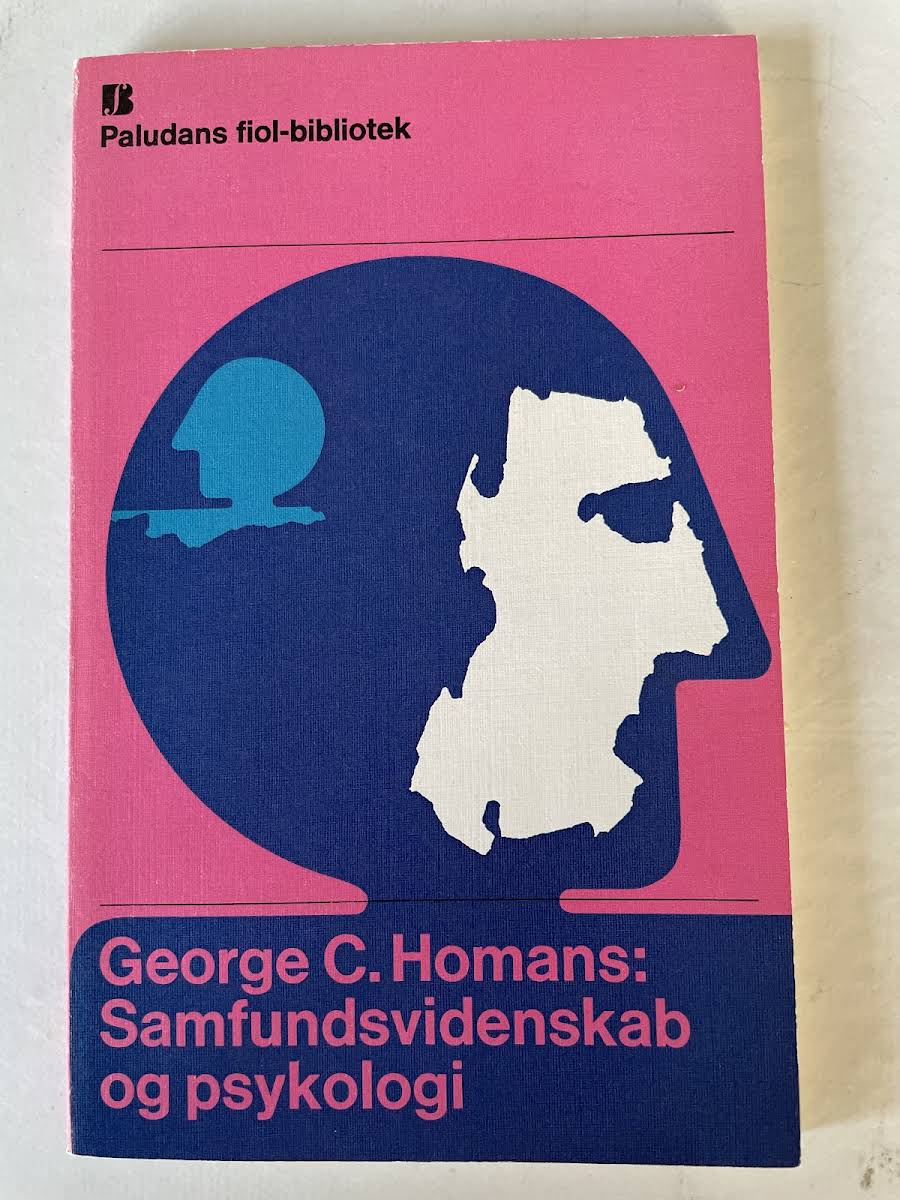 Paludans fiol-bibliotek
George C. Homans:
Samfundsvidenskab
og psykologi